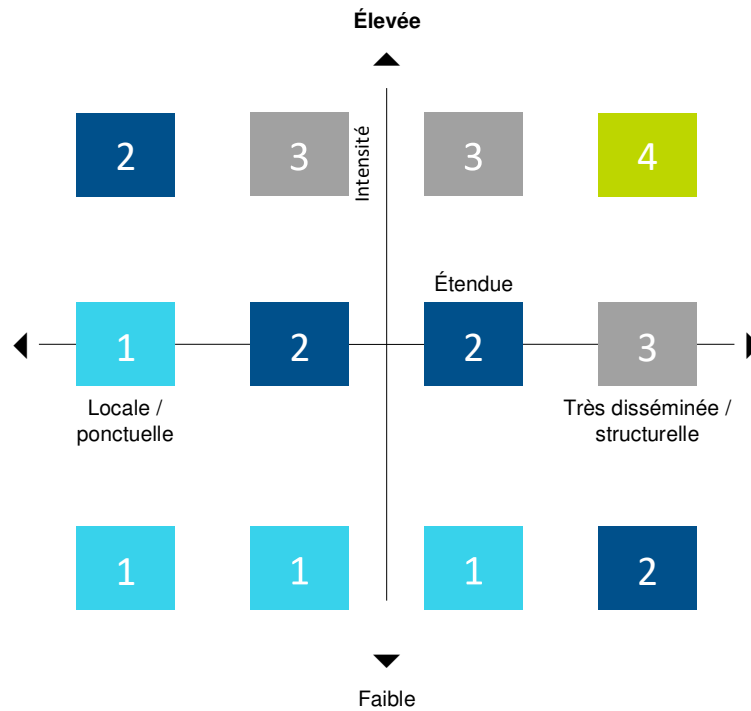 Élevée
2
3
Intensité
3
4
Étendue
1
2
2
3
Locale /
ponctuelle
Très disséminée /
structurelle
1
1
1
2
Faible